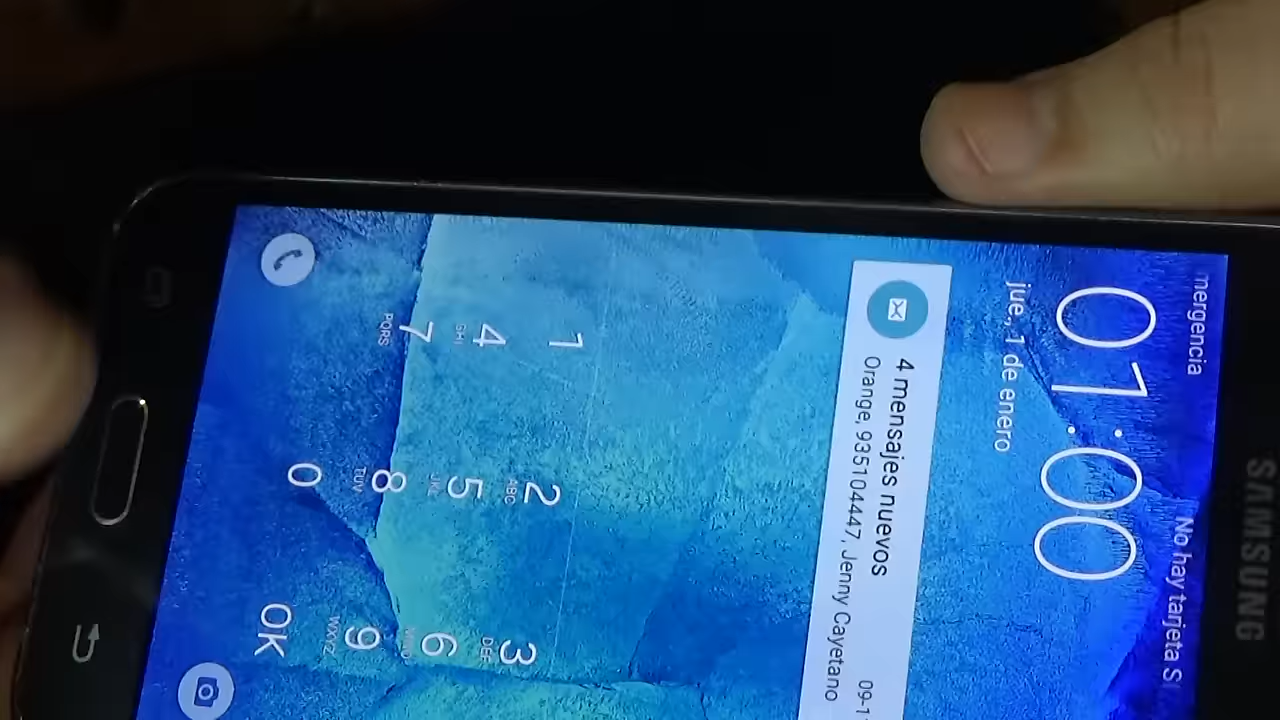 SAMSUNG
mergencia
No hay tarjeta S
01:00
jue., 1 de enero
4 mensajes nuevos
09-1
Orange, 935104447, Jenny Cayetano
1
2 ABC
3 DEF
4 GHI
5 JKL
6 MNO
7 PQRS
8 TUV
9 WXYZ
0
OK